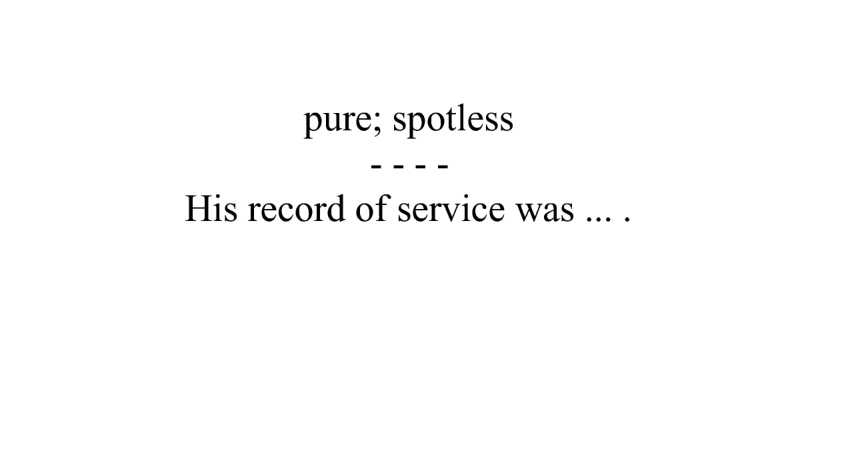 pure; spotless
- - - -
His record of service was ... .